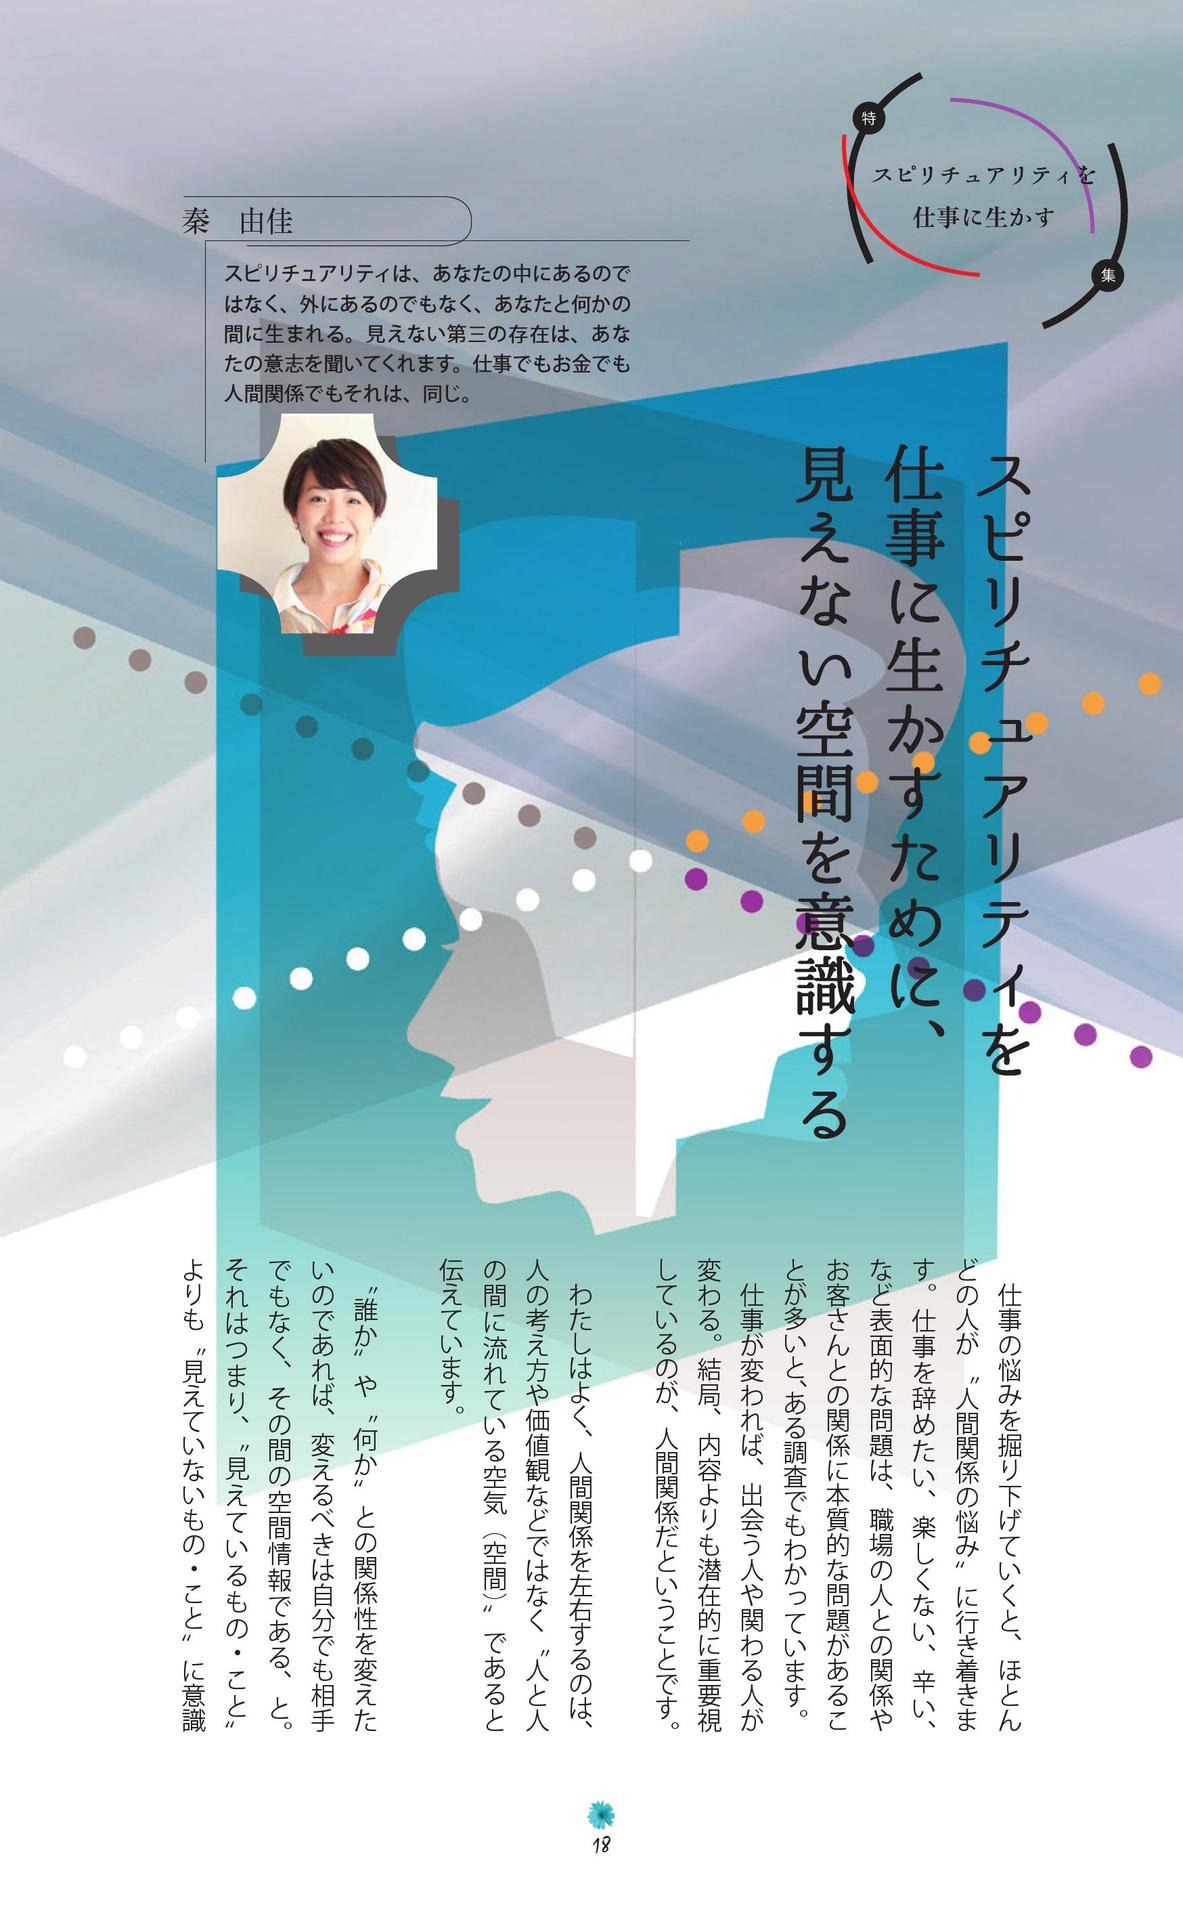 特
スピリチュアリティを
仕事に生かす
集
スピリチュアリティを
仕事に生かすために、
見えない空間を意識する
秦　由佳
スピリチュアリティは、あなたの中にあるので
はなく、外にあるのでもなく、あなたと何かの
間に生まれる。見えない第三の存在は、あな
たの意志を聞いてくれます。仕事でもお金でも
人間関係でもそれは、同じ。
　仕事の悩みを掘り下げていくと、ほとん
どの人が〝人間関係の悩み〟に行き着きま
す。仕事を辞めたい、楽しくない、辛い、
など表面的な問題は、職場の人との関係や
お客さんとの関係に本質的な問題があるこ
とが多いと、ある調査でもわかっています。
　仕事が変われば、出会う人や関わる人が
変わる。結局、内容よりも潜在的に重要視
しているのが、人間関係だということです。
　わたしはよく、人間関係を左右するのは、
人の考え方や価値観などではなく〝人と人
の間に流れている空気（空間）〟であると
伝えています。
　〝誰か〟や〝何か〟との関係性を変えた
いのであれば、変えるべきは自分でも相手
でもなく、その間の空間情報である、と。
それはつまり、〝見えているもの・こと〟
よりも〝見えていないもの・こと〟に意識
18